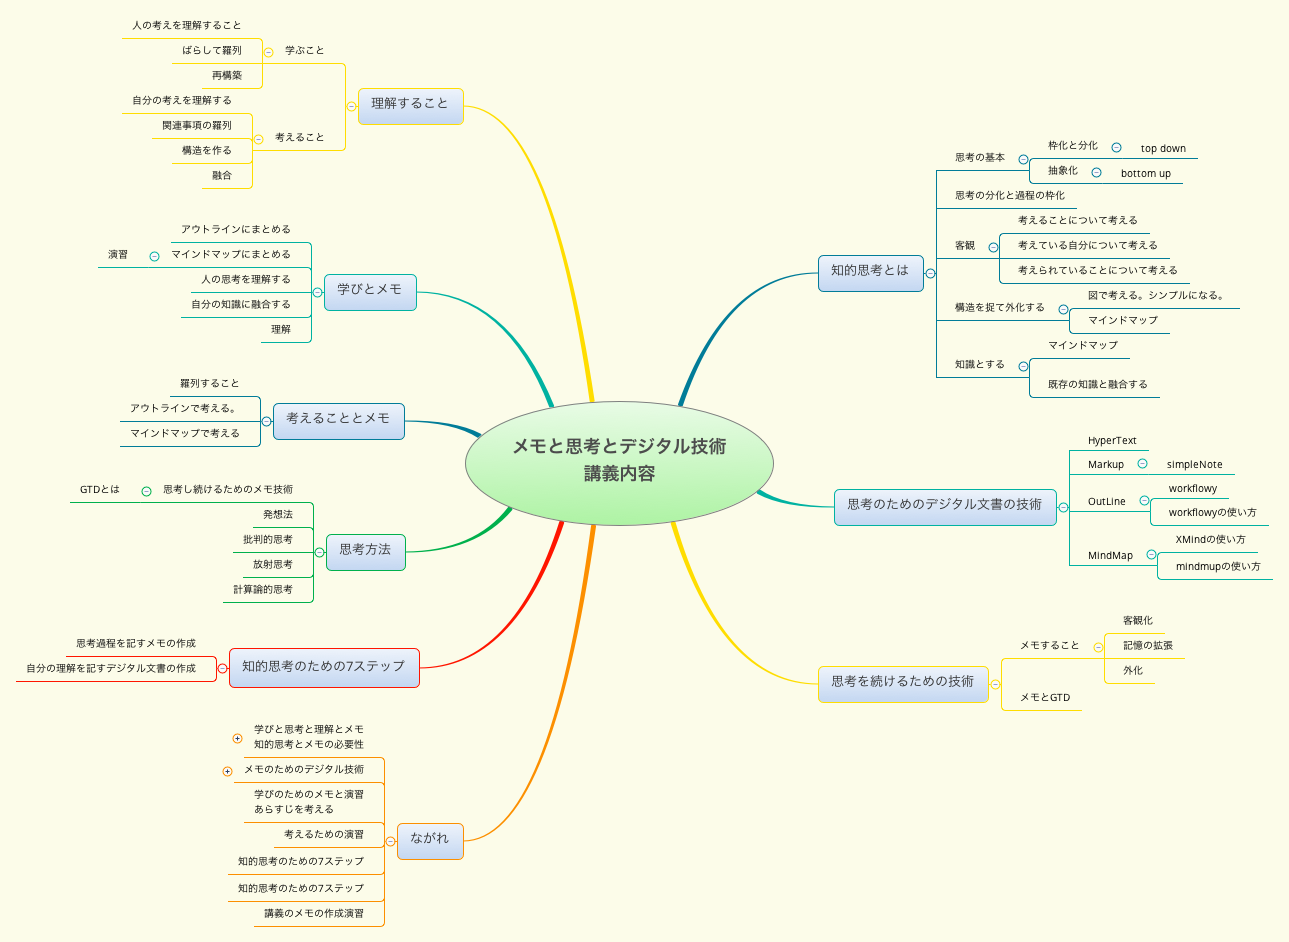 メモと思考とデジタル技術
講義内容
知的思考とは
思考の基本
枠化と分化
top down
抽象化
bottom up
思考の分化と過程の枠化
客観
考えることについて考える
考えている自分について考える
考えられていることについて考える
構造を捉て外化する
図で考える。シンプルになる。
マインドマップ
知識とする
マインドマップ
既存の知識と融合する
思考のためのデジタル文書の技術
HyperText
Markup
simpleNote
OutLine
workflowy
workflowyの使い方
MindMap
XMindの使い方
mindmupの使い方
思考を続けるための技術
メモすること
客観化
記憶の拡張
外化
メモとGTD
理解すること
学ぶこと
人の考えを理解すること
ばらして羅列
再構築
考えること
自分の考えを理解する
関連事項の羅列
構造を作る
融合
学びとメモ
アウトラインにまとめる
マインドマップにまとめる
演習
人の思考を理解する
自分の知識に融合する
理解
考えることとメモ
羅列すること
アウトラインで考える。
マインドマップで考える
思考方法
思考し続けるためのメモ技術
GTDとは
発想法
批判的思考
放射思考
計算論的思考
知的思考のための7ステップ
思考過程を記すメモの作成
自分の理解を記すデジタル文書の作成
ながれ
学びと思考と理解とメモ
知的思考とメモの必要性
メモのためのデジタル技術
学びのためのメモと演習
あらすじを考える
考えるための演習
知的思考のための7ステップ
知的思考のための7ステップ
講義のメモの作成演習